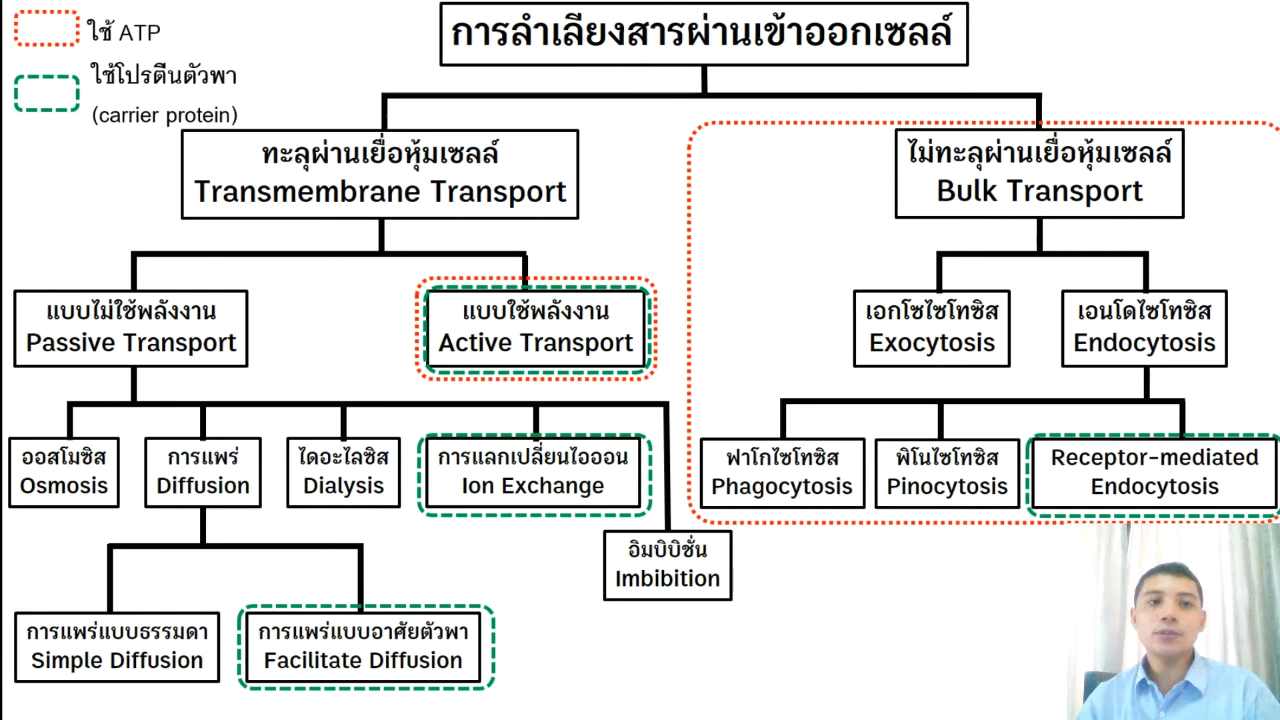 ใช้ ATP
ใช้โปรตีนตัวพา
(carrier protein)
การลำเลียงสารผ่านเข้าออกเซลล์
ทะลุผ่านเยื่อหุ้มเซลล์
Transmembrane Transport
ไม่ทะลุผ่านเยื่อหุ้มเซลล์
Bulk Transport
แบบไม่ใช้พลังงาน
Passive Transport
แบบใช้พลังงาน
Active Transport
เอกโซไซโทซิส
Exocytosis
เอนโดไซโทซิส
Endocytosis
ออสโมซิส
Osmosis
การแพร่
Diffusion
ไดอะไลซิส
Dialysis
การแลกเปลี่ยนไอออน
Ion Exchange
ฟาโกไซโทซิส
Phagocytosis
พิโนไซโทซิส
Pinocytosis
Receptor-mediated
Endocytosis
อิมบิบิชั่น
Imbibition
การแพร่แบบธรรมดา
Simple Diffusion
การแพร่แบบอาศัยตัวพา
Facilitate Diffusion